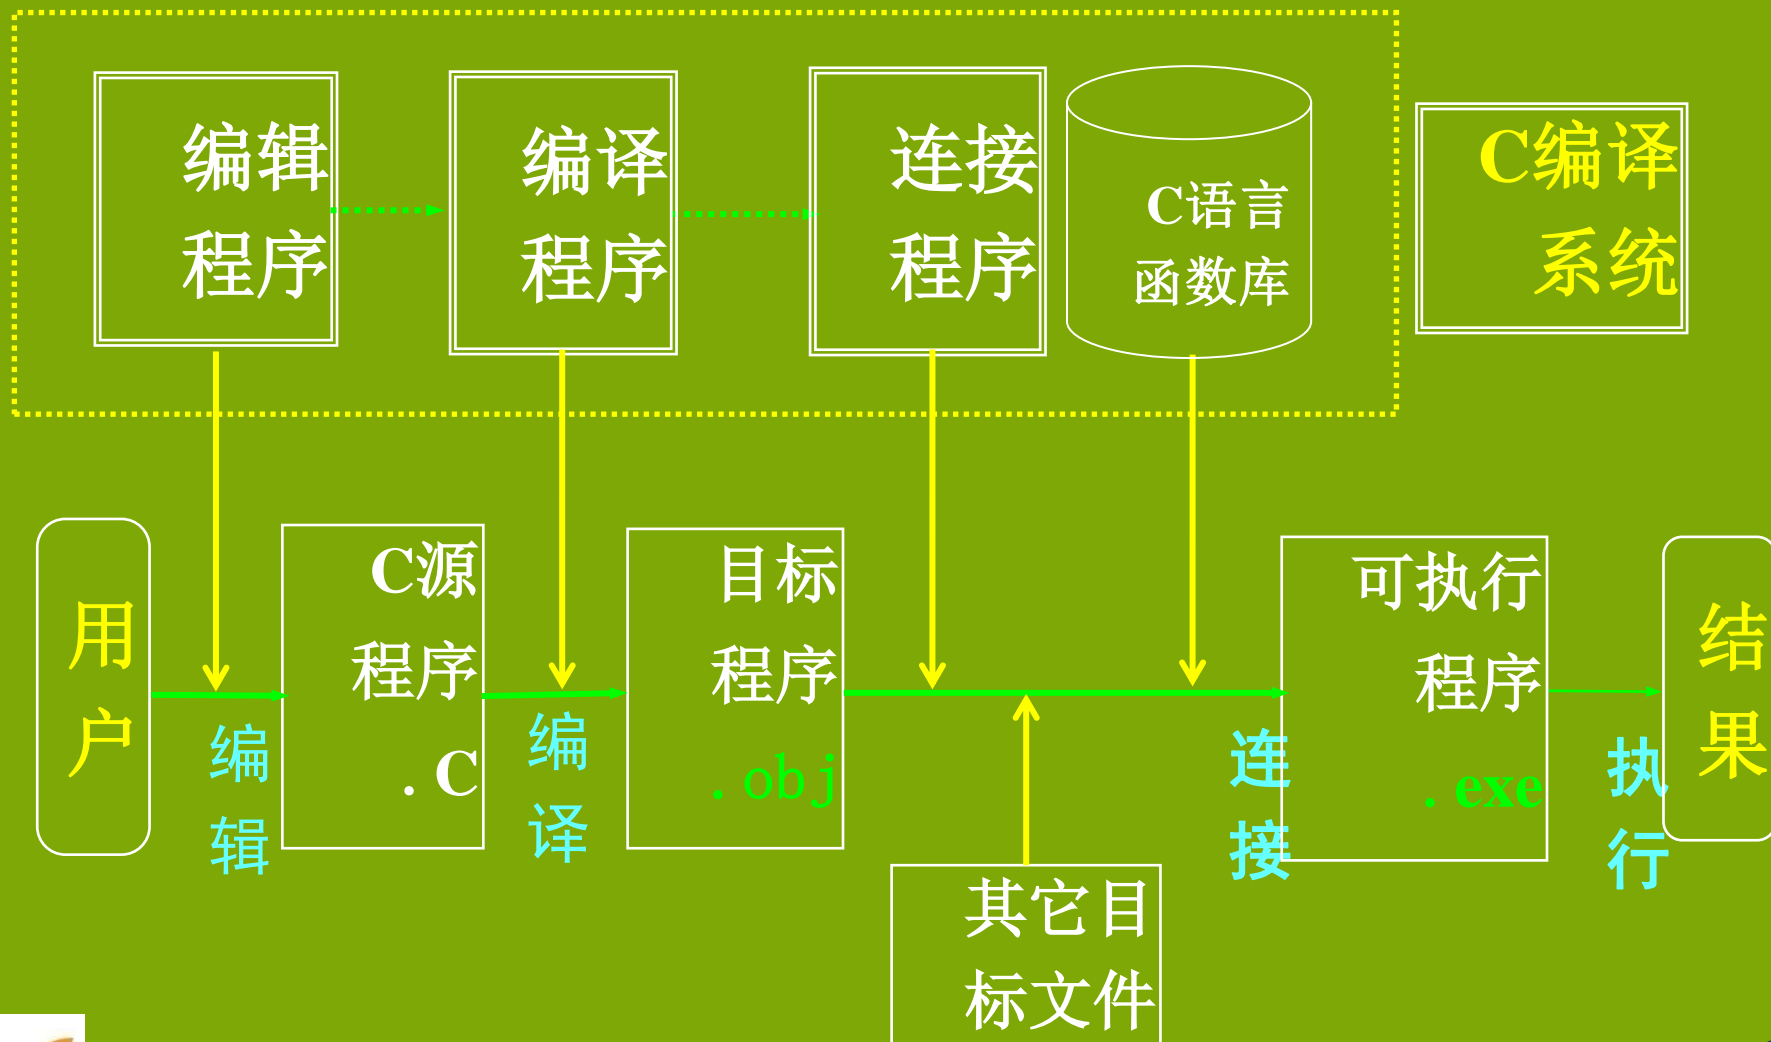 编辑
程序
编译
程序
连接
程序
C语言
函数库
C编译
系统
用
户
编
辑
C源
程序
.C
编
译
目标
程序
.obj
连
接
可执行
程序
.exe
执
行
结
果
其它目
标文件